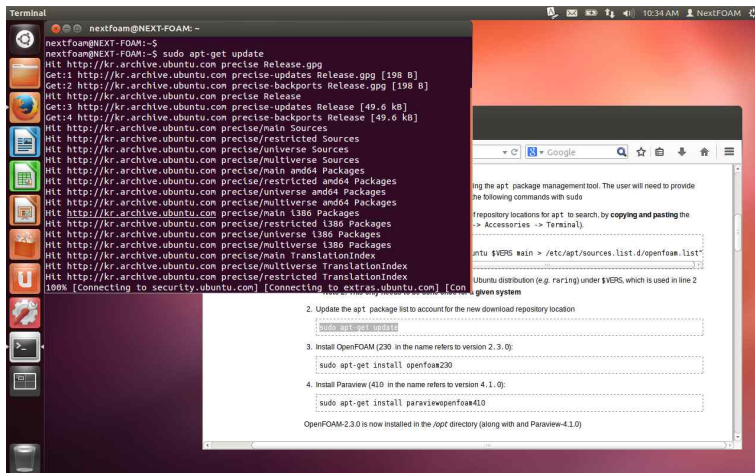 Terminal
10:34 AM NextFOAM
nextfoam@NEXT-FOAM: ~
nextfoam@NEXT-FOAM:~$
nextfoam@NEXT-FOAM:~$ sudo apt-get update
Hit http://kr.archive.ubuntu.com precise Release.gpg
Get:1 http://kr.archive.ubuntu.com precise-updates Release.gpg [198 B]
Get:2 http://kr.archive.ubuntu.com precise-backports Release.gpg [198 B]
Hit http://kr.archive.ubuntu.com precise Release
Get:3 http://kr.archive.ubuntu.com precise-updates Release [49.6 kB]
Get:4 http://kr.archive.ubuntu.com precise-backports Release [49.6 kB]
Hit http://kr.archive.ubuntu.com precise/main Sources
Hit http://kr.archive.ubuntu.com precise/restricted Sources
Hit http://kr.archive.ubuntu.com precise/universe Sources
Hit http://kr.archive.ubuntu.com precise/multiverse Sources
Hit http://kr.archive.ubuntu.com precise/main amd64 Packages
Hit http://kr.archive.ubuntu.com precise/restricted amd64 Packages
Hit http://kr.archive.ubuntu.com precise/universe amd64 Packages
Hit http://kr.archive.ubuntu.com precise/multiverse amd64 Packages
Hit http://kr.archive.ubuntu.com precise/main i386 Packages
Hit http://kr.archive.ubuntu.com precise/restricted i386 Packages
Hit http://kr.archive.ubuntu.com precise/universe i386 Packages
Hit http://kr.archive.ubuntu.com precise/multiverse i386 Packages
Hit http://kr.archive.ubuntu.com precise/main TranslationIndex
Hit http://kr.archive.ubuntu.com precise/multiverse TranslationIndex
Hit http://kr.archive.ubuntu.com precise/restricted TranslationIndex
100% [Connecting to security.ubuntu.com] [Connecting to extras.ubuntu.com] [Con
Google
ing the apt package management tool. The user will need to provide
he following commands with sudo
f repository locations for apt to search, by copying and pasting the
-> Accessories -> Terminal).
untu $VERS main > /etc/apt/sources.list.d/openfoam.list"
Ubuntu distribution (e.g. raring) under $VERS, which is used in line 2
given system
2. Update the apt package list to account for the new download repository location
sudo apt-get update
3. Install OpenFOAM (230 in the name refers to version 2.3.0):
sudo apt-get install openfoam230
4. Install Paraview (410 in the name refers to version 4.1.0):
sudo apt-get install paraviewopenfoam410
OpenFOAM-2.3.0 is now installed in the /opt directory (along with and Paraview-4.1.0)